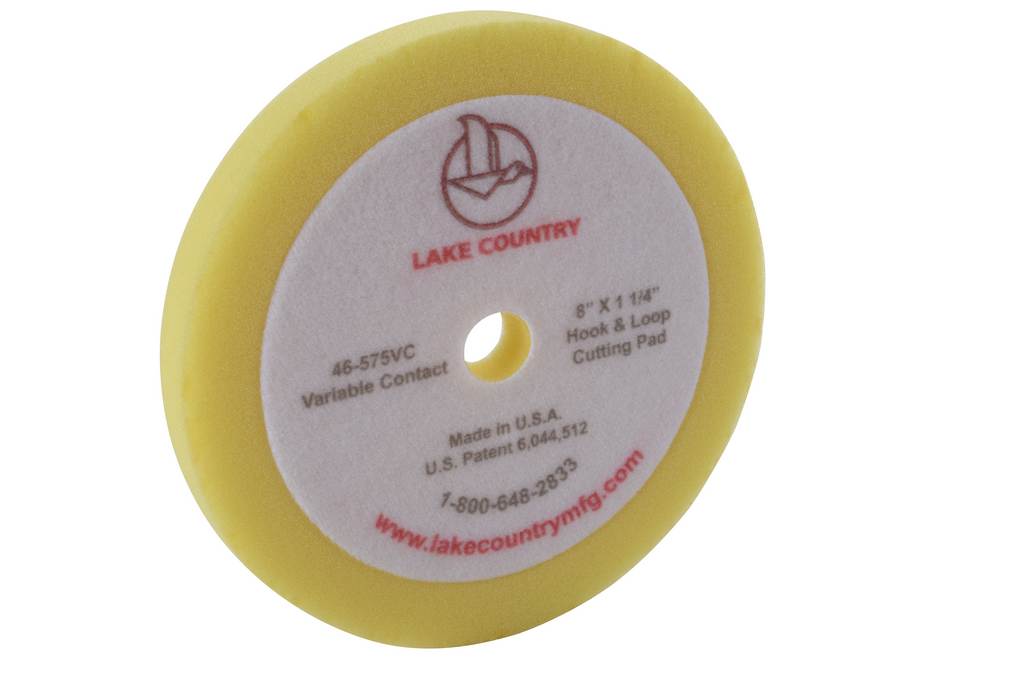 LAKE COUNTRY
46-575VC
Variable Contact
8" X 1 1/4"
Hook & Loop
Cutting Pad
Made in U.S.A.
U.S. Patent 6,044,512
1-800-648-2833
www.lakecountrymfg.com